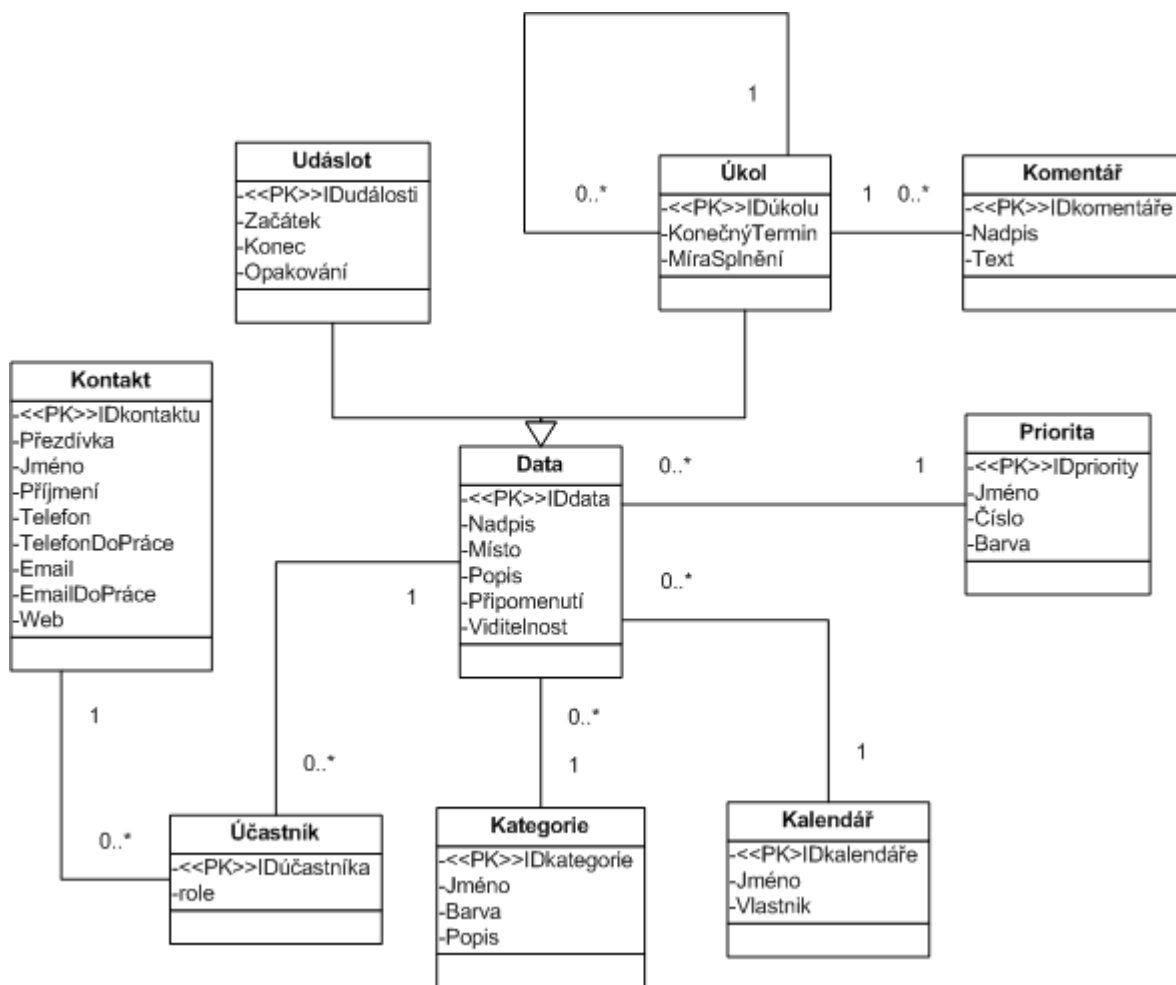 1
Událost
-<<PK>>IDudálosti
-Začátek
-Konec
-Opakování
0..*
Úkol
-<<PK>>IDúkolu
-KonečnýTermin
-MíraSplnění
1
0..*
Komentář
-<<PK>>IDkomentáře
-Nadpis
-Text
Kontakt
-<<PK>>IDkontaktu
-Přezdívka
-Jméno
-Příjmení
-Telefon
-TelefonDoPráce
-Email
-EmailDoPráce
-Web
Data
-<<PK>>IDdata
-Nadpis
-Místo
-Popis
-Připomenutí
-Viditelnost
0..*
1
Priorita
-<<PK>>IDpriority
-Jméno
-Číslo
-Barva
0..*
1
1
0..*
0..*
1
1
0..*
Účastník
-<<PK>>IDúčastníka
-role
Kategorie
-<<PK>>IDkategorie
-Jméno
-Barva
-Popis
Kalendář
-<<PK>IDkalendáře
-Jméno
-Vlastnik